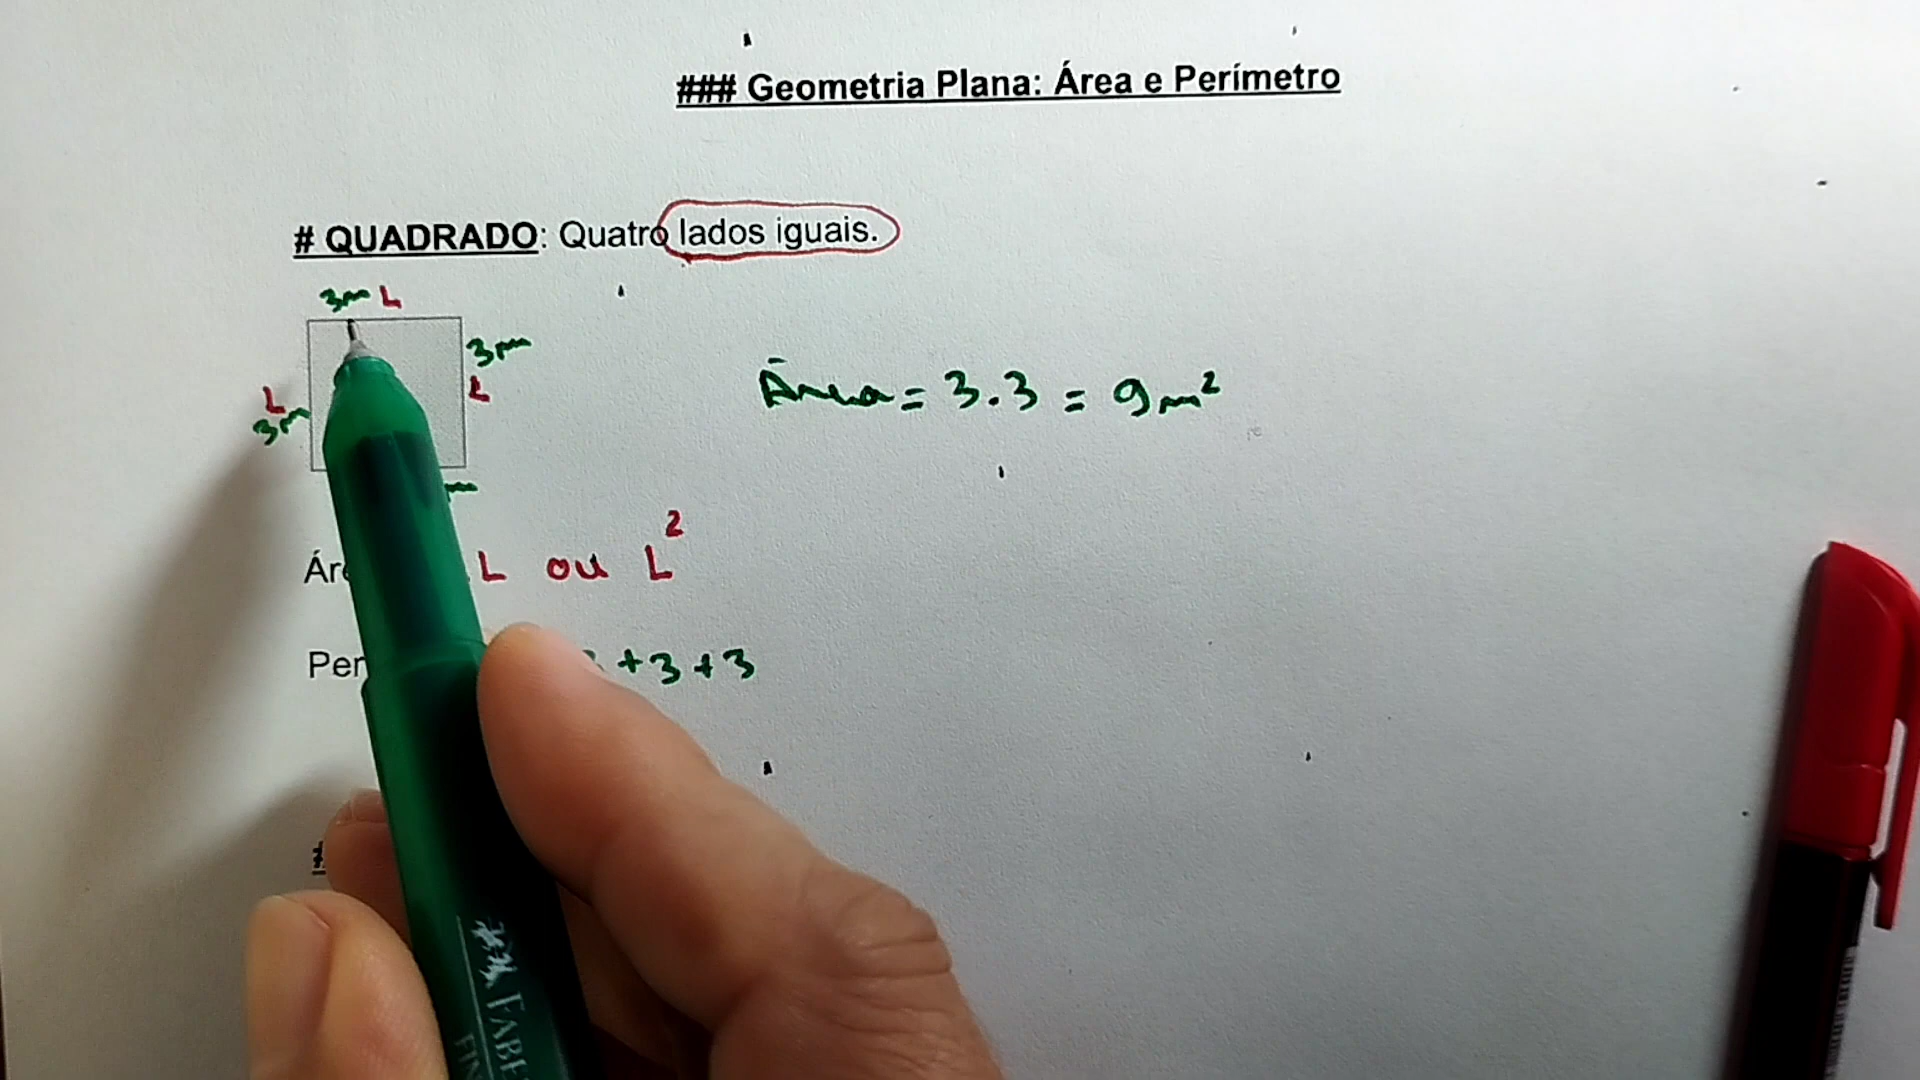 ### Geometria Plana: Área e Perímetro
# QUADRADO: Quatro lados iguais.
3m L
3m
L
L
3m
Área = 3.3 = 9m²
m
L ou L²
+3+3
#
FABER